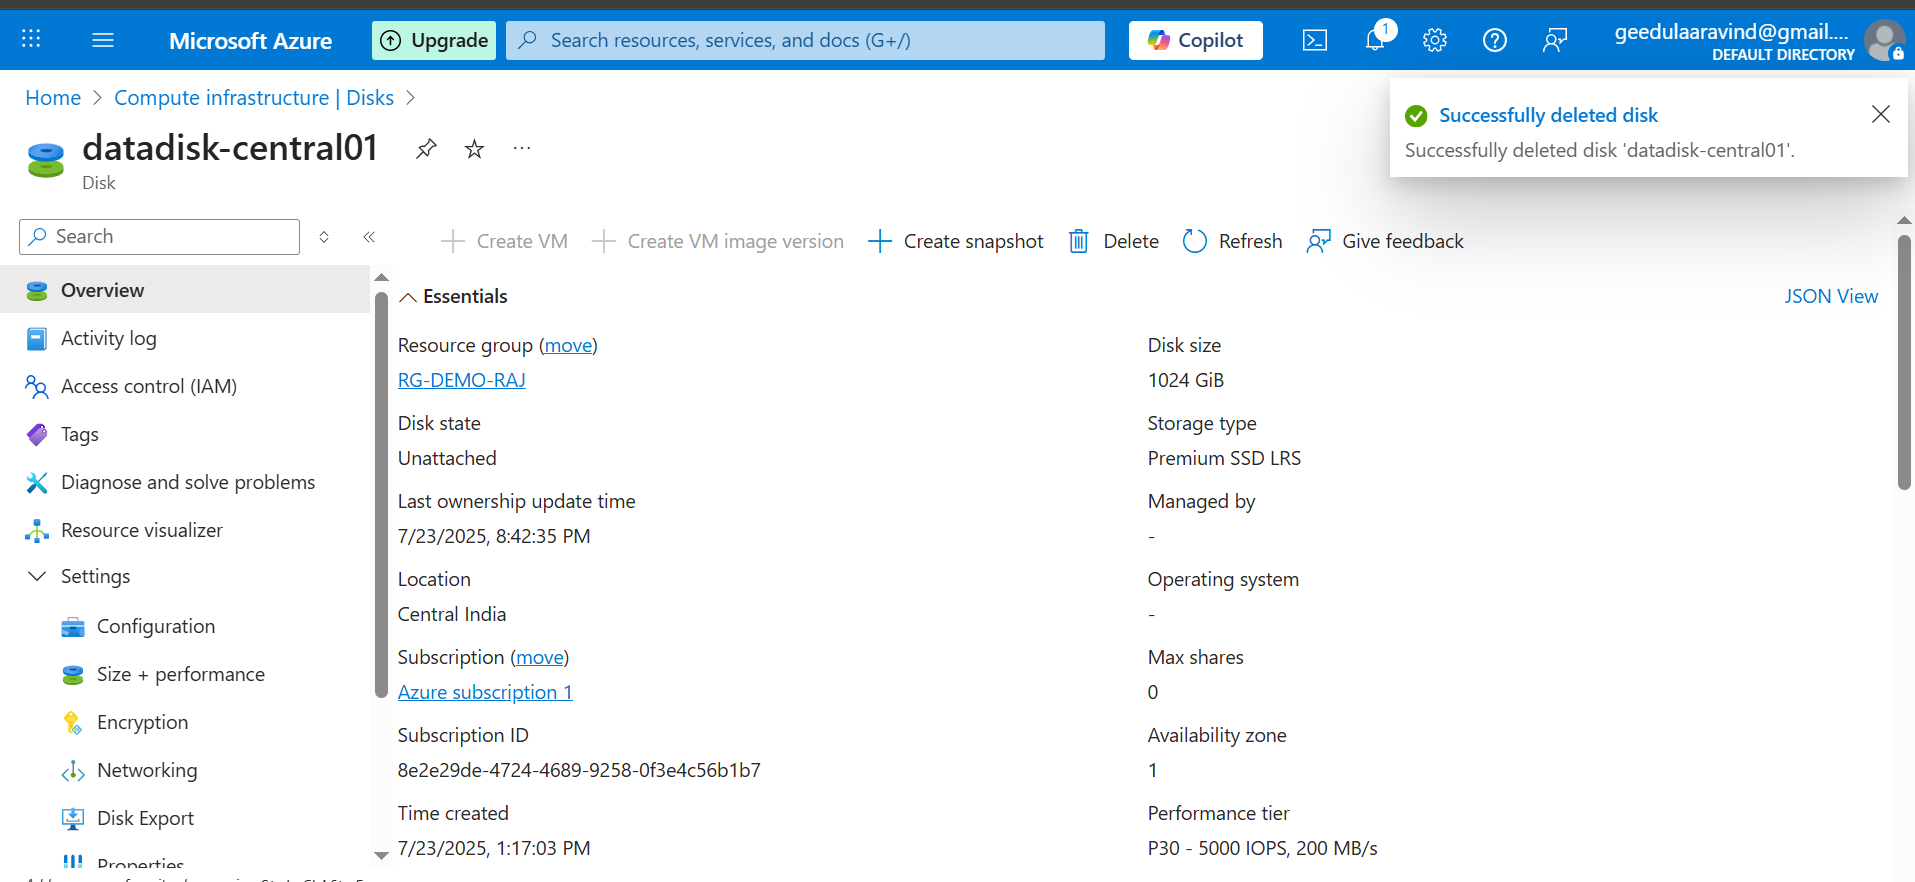 Microsoft Azure
Upgrade
Search resources, services, and docs (G+/)
Copilot
1
geedulaaravind@gmail....
DEFAULT DIRECTORY
Home > Compute infrastructure | Disks >
datadisk-central01
Disk
Successfully deleted disk
Successfully deleted disk 'datadisk-central01'.
Search
Create VM
Create VM image version
Create snapshot
Delete
Refresh
Give feedback
Overview
Activity log
Access control (IAM)
Tags
Diagnose and solve problems
Resource visualizer
Settings
Configuration
Size + performance
Encryption
Networking
Disk Export
Properties
Essentials
JSON View
Resource group (move)
RG-DEMO-RAJ
Disk state
Unattached
Last ownership update time
7/23/2025, 8:42:35 PM
Location
Central India
Subscription (move)
Azure subscription 1
Subscription ID
8e2e29de-4724-4689-9258-0f3e4c56b1b7
Time created
7/23/2025, 1:17:03 PM
Disk size
1024 GiB
Storage type
Premium SSD LRS
Managed by
-
Operating system
-
Max shares
0
Availability zone
1
Performance tier
P30 - 5000 IOPS, 200 MB/s